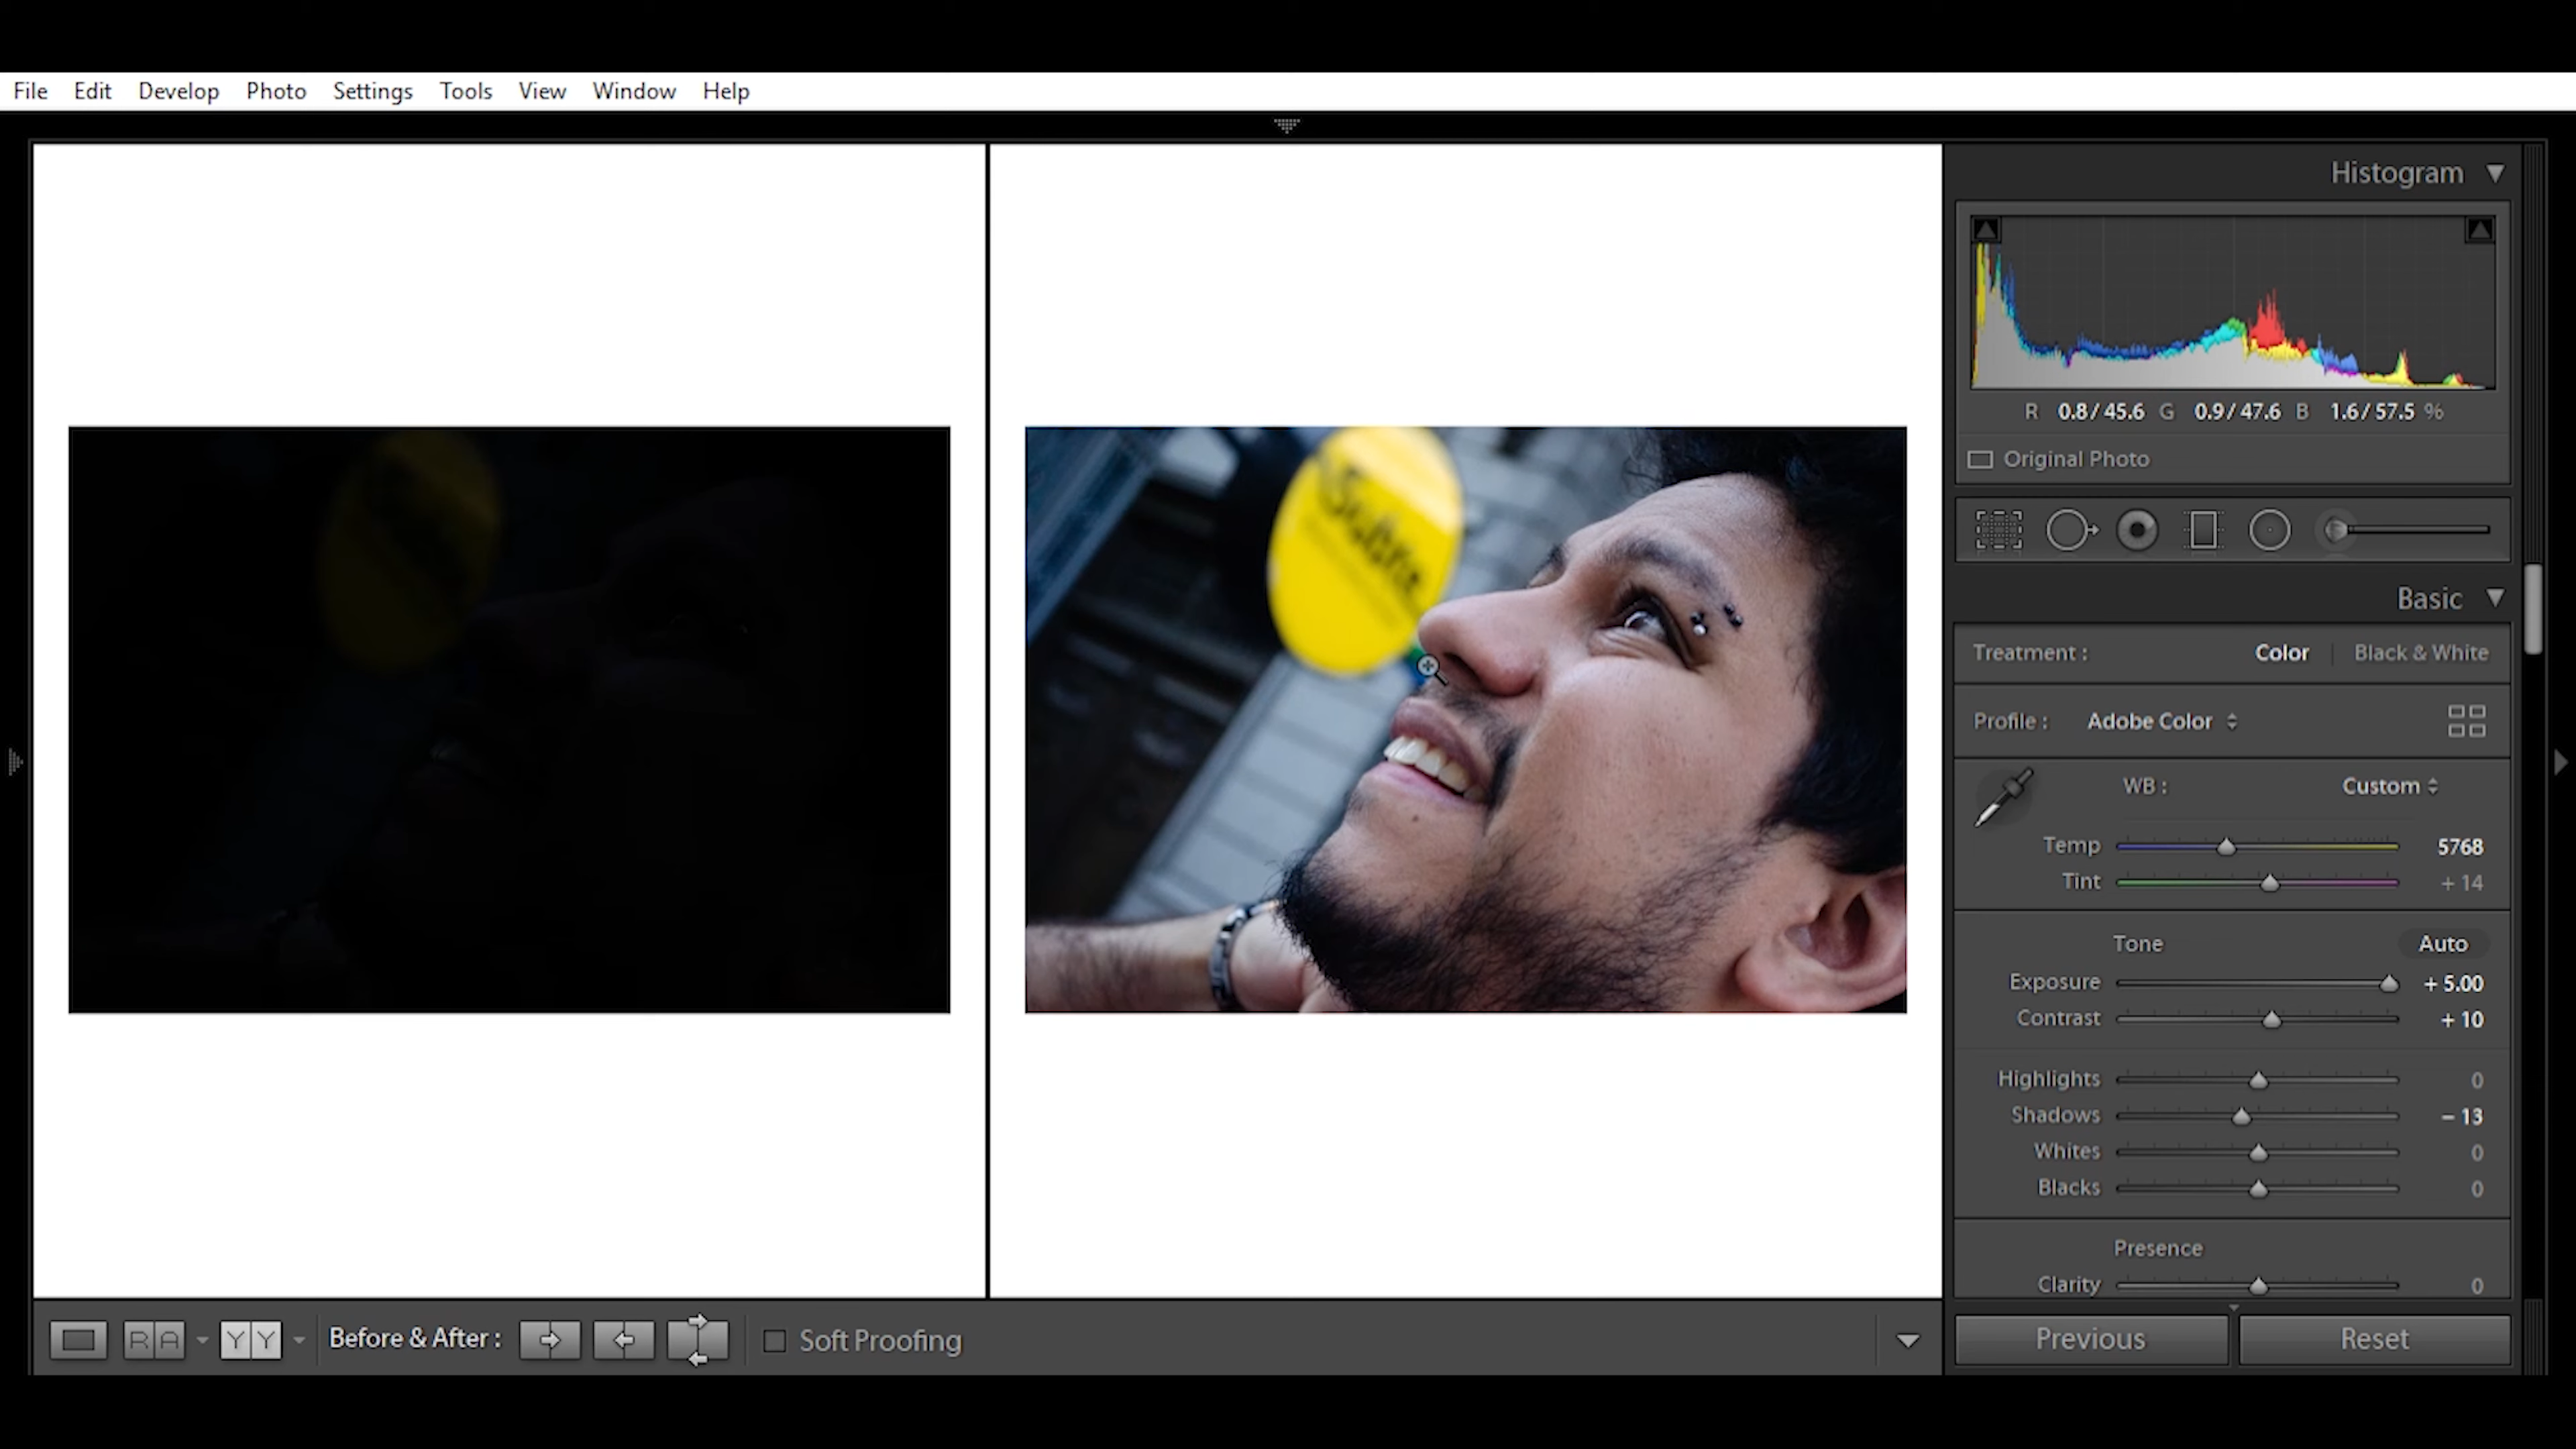 File Edit Develop Photo Settings Tools View Window Help
Histogram
R 0.8 / 45.6 G 0.9 / 47.6 B 1.6 / 57.5 %
Original Photo
Basic
Treatment : Color Black & White
Profile : Adobe Color
WB : Custom
Temp 5768
Tint + 14
Tone Auto
Exposure + 5.00
Contrast + 10
Highlights 0
Shadows - 13
Whites 0
Blacks 0
Presence
Clarity 0
R A Y Y Before & After : Soft Proofing
Previous Reset